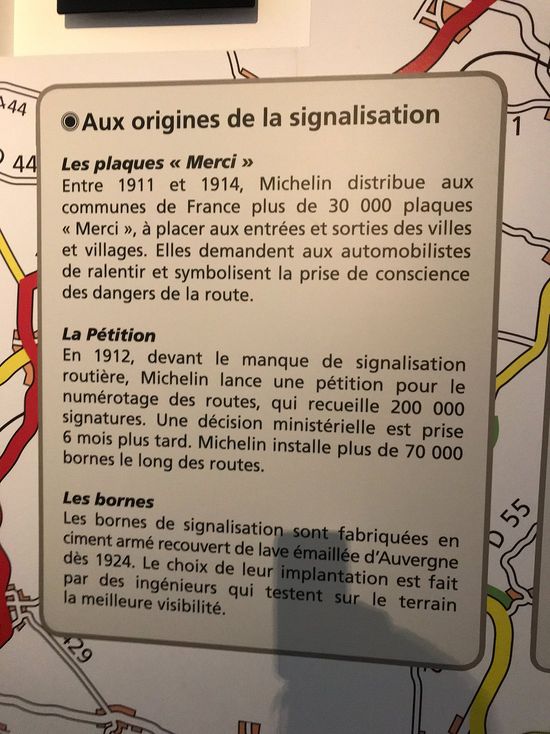 A44
D 44
1
◉Aux origines de la signalisation
Les plaques « Merci »
Entre 1911 et 1914, Michelin distribue aux
communes de France plus de 30 000 plaques
« Merci », à placer aux entrées et sorties des villes
et villages. Elles demandent aux automobilistes
de ralentir et symbolisent la prise de conscience
des dangers de la route.
La Pétition
En 1912, devant le manque de signalisation
routière, Michelin lance une pétition pour le
numérotage des routes, qui recueille 200 000
signatures. Une décision ministérielle est prise
6 mois plus tard. Michelin installe plus de 70 000
bornes le long des routes.
Les bornes
Les bornes de signalisation sont fabriquées en
ciment armé recouvert de lave émaillée d'Auvergne
dès 1924. Le choix de leur implantation est fait
par des ingénieurs qui testent sur le terrain
la meilleure visibilité.
D 55
429